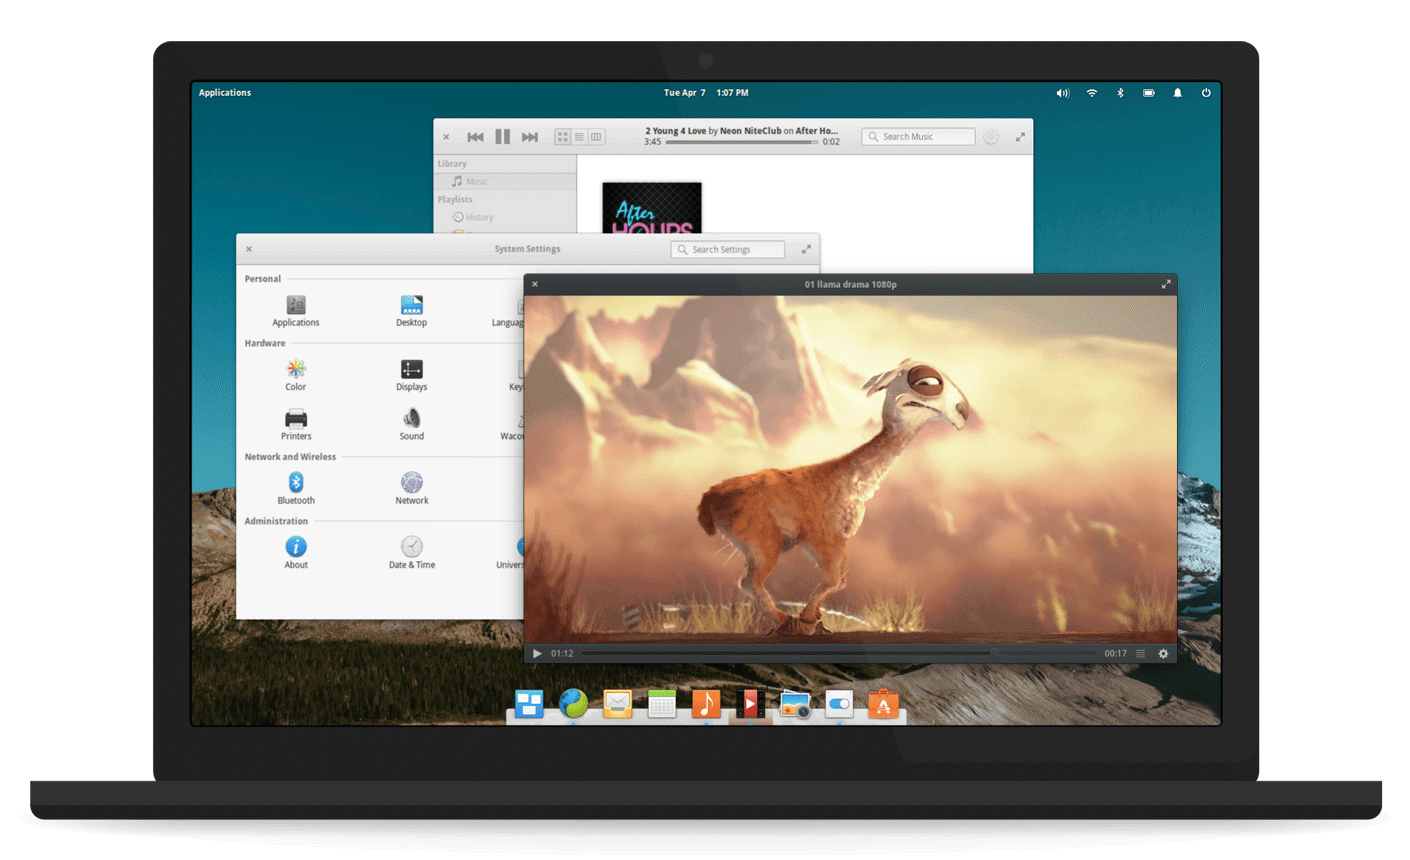 Applications
Tue Apr 7 1:07 PM
2 Young 4 Love by Neon NiteClub on After Ho...
3:45 0:02
Search Music
Library
Music
Playlists
History
After
HOURS
System Settings
Search Settings
Personal
Applications
Desktop
Languag
Hardware
Color
Displays
Key
Printers
Sound
Waco
Network and Wireless
Bluetooth
Network
Administration
About
Date & Time
Univers
01 llama drama 1080p
01:12
00:17